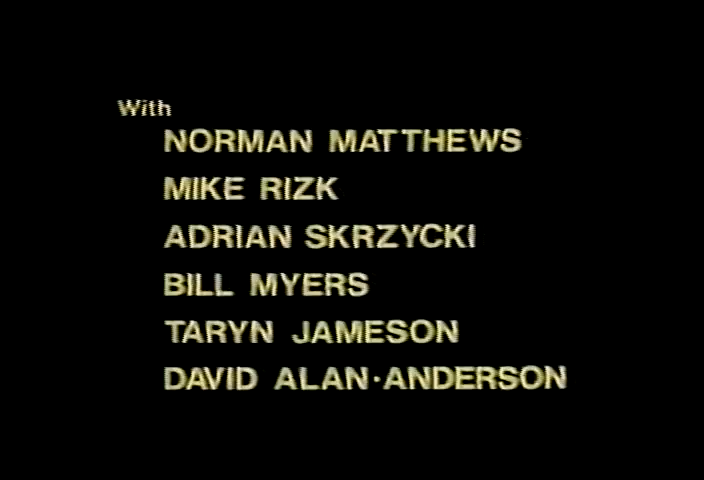 With
NORMAN MATTHEWS
MIKE RIZK
ADRIAN SKRZYCKI
BILL MYERS
TARYN JAMESON
DAVID ALAN·ANDERSON